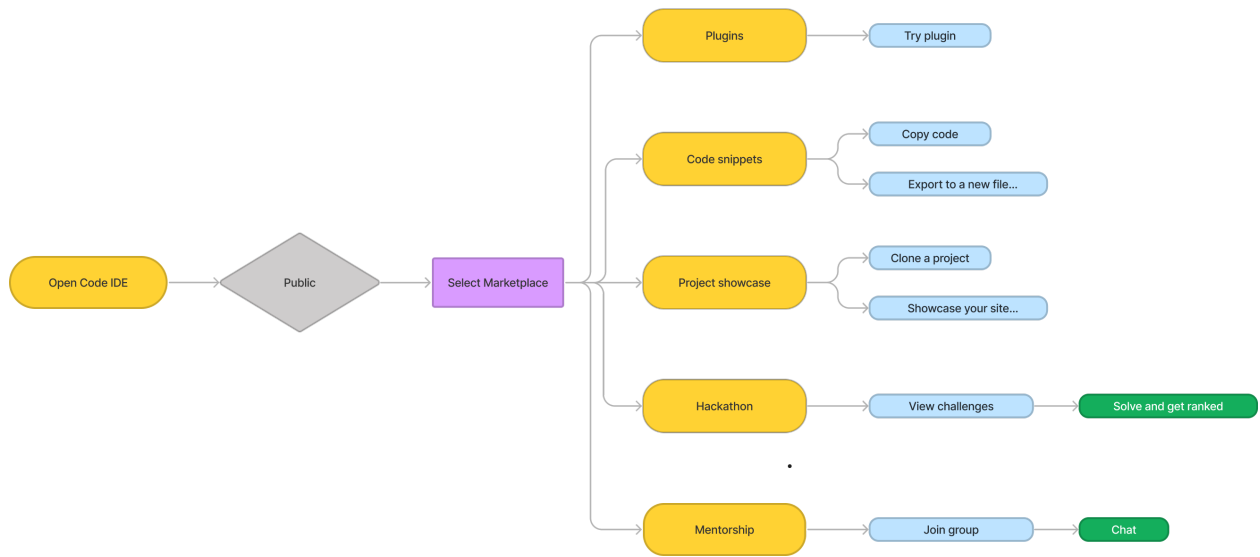 Open Code IDE
Public
Select Marketplace
Plugins
Try plugin
Code snippets
Copy code
Export to a new file...
Project showcase
Clone a project
Showcase your site...
Hackathon
View challenges
Solve and get ranked
Mentorship
Join group
Chat